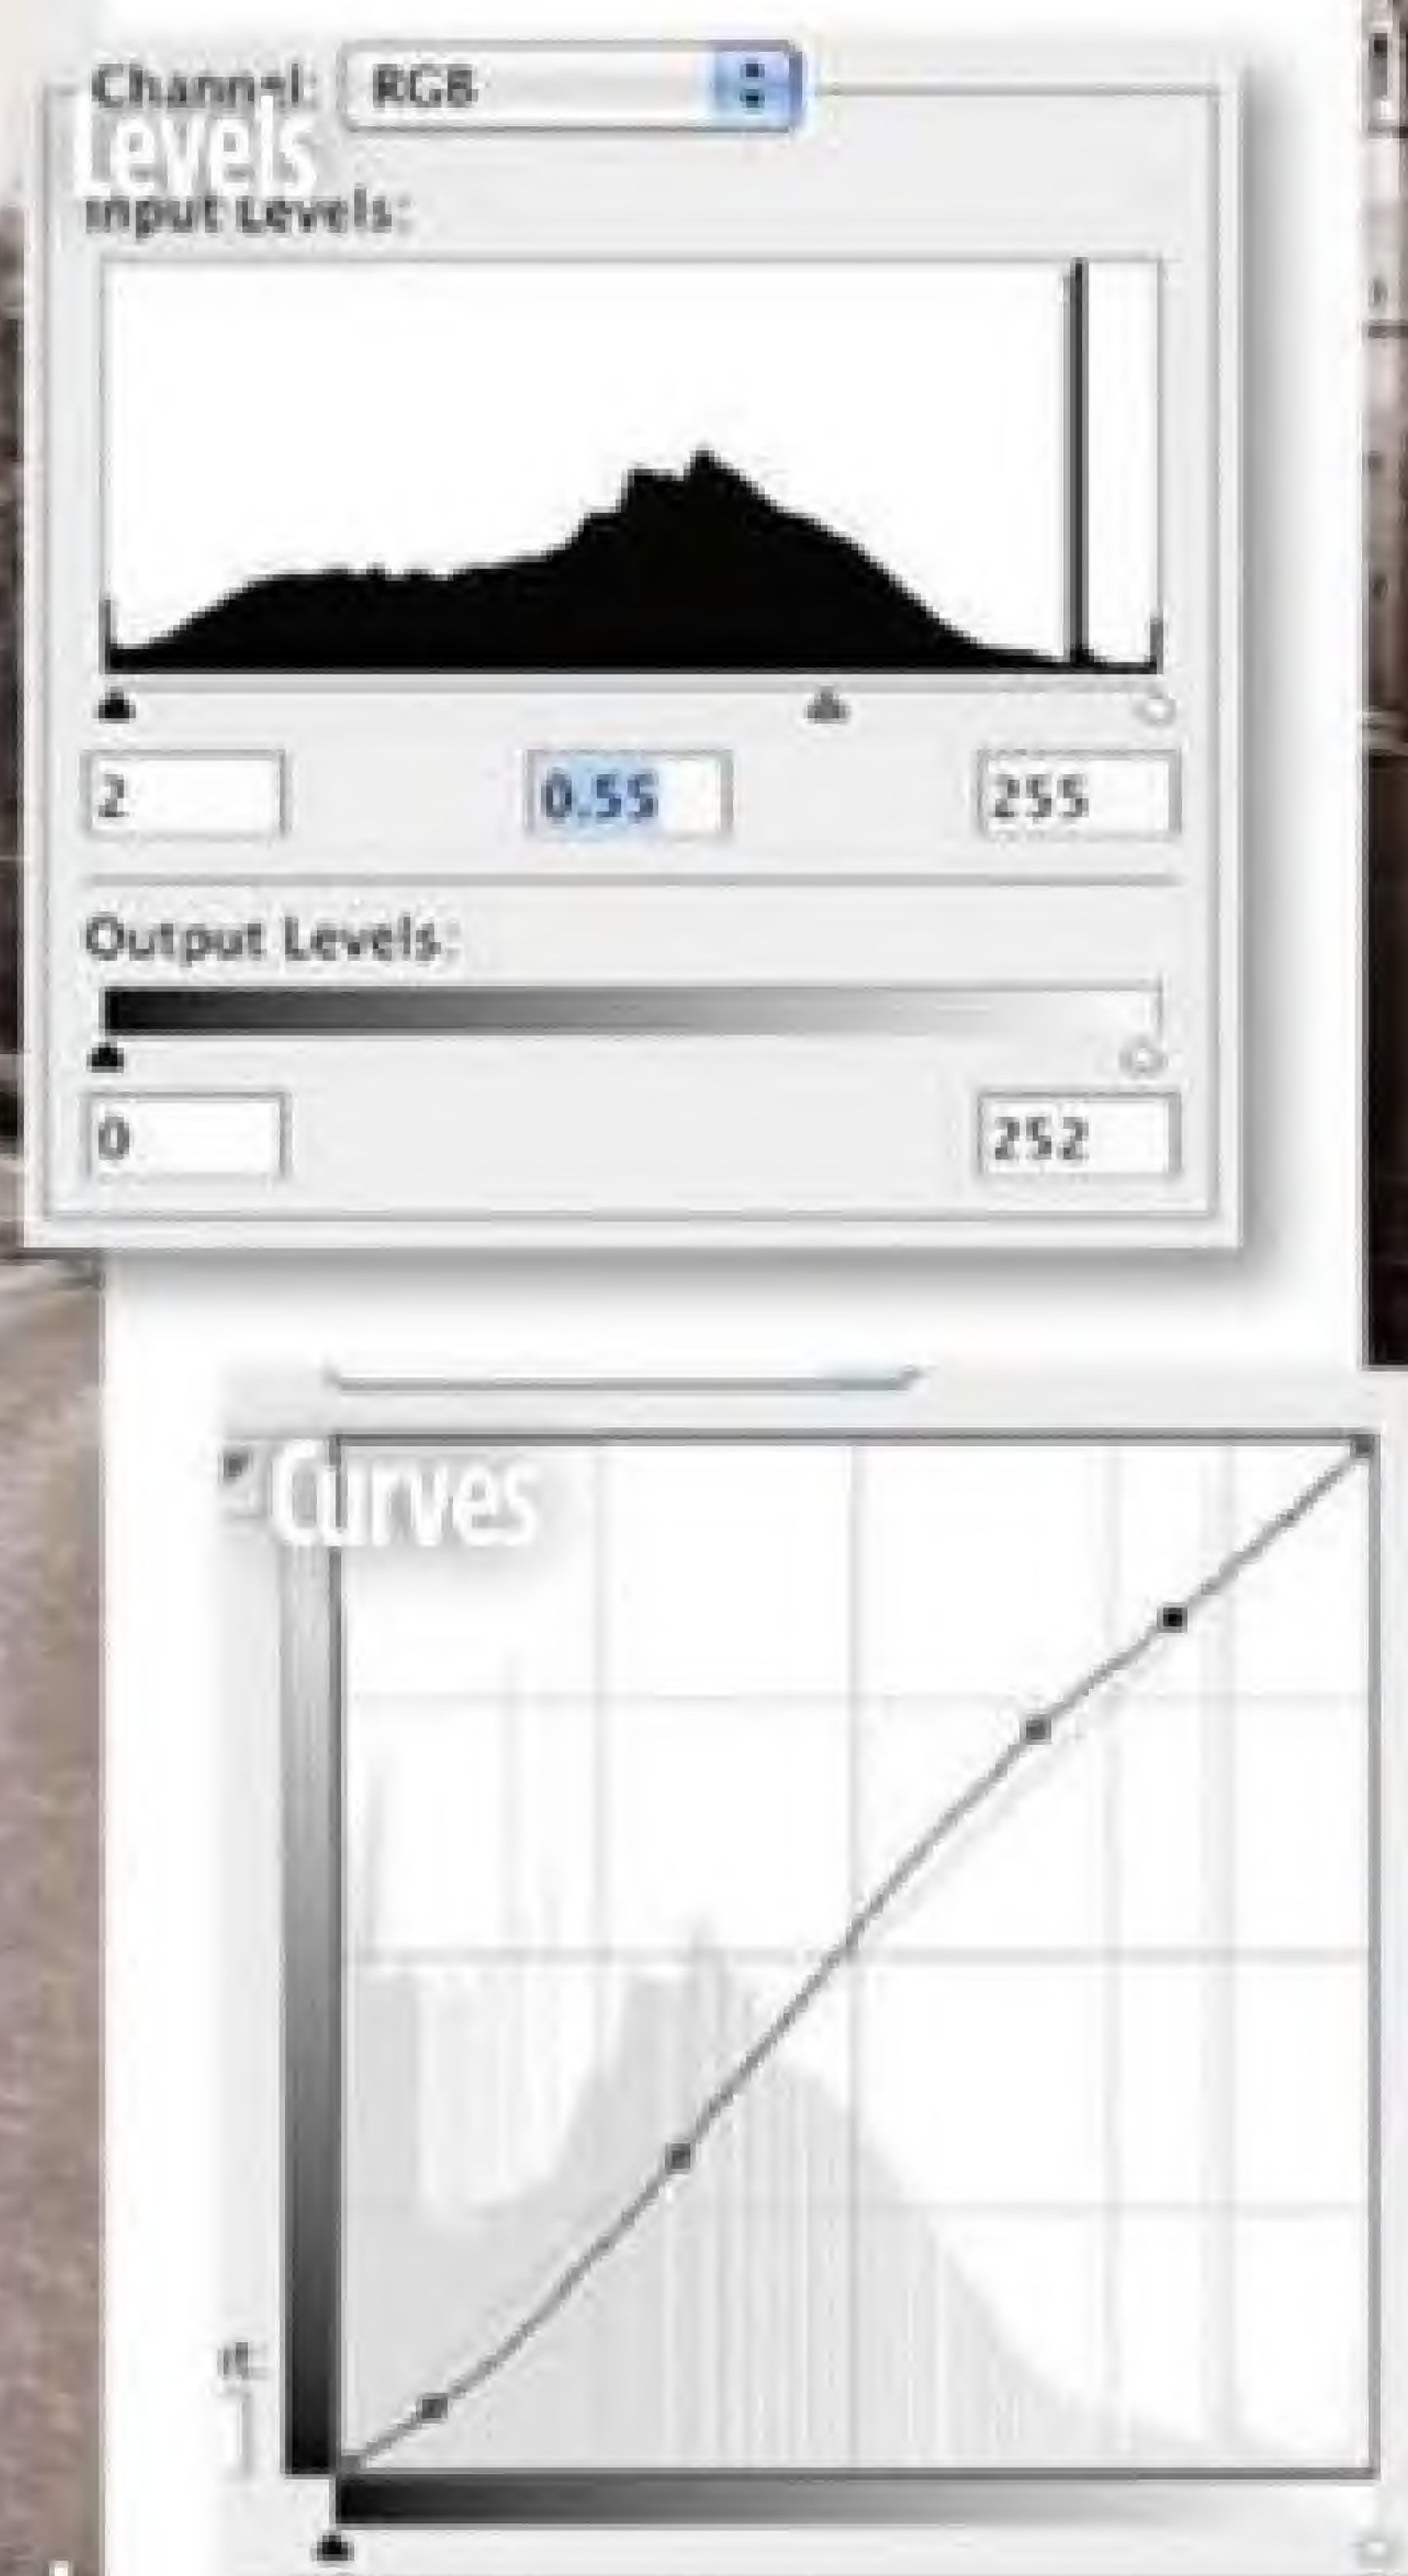 Channel: RGB
Levels
Input Levels:
2 0.55 255
Output Levels:
0 252
Curves